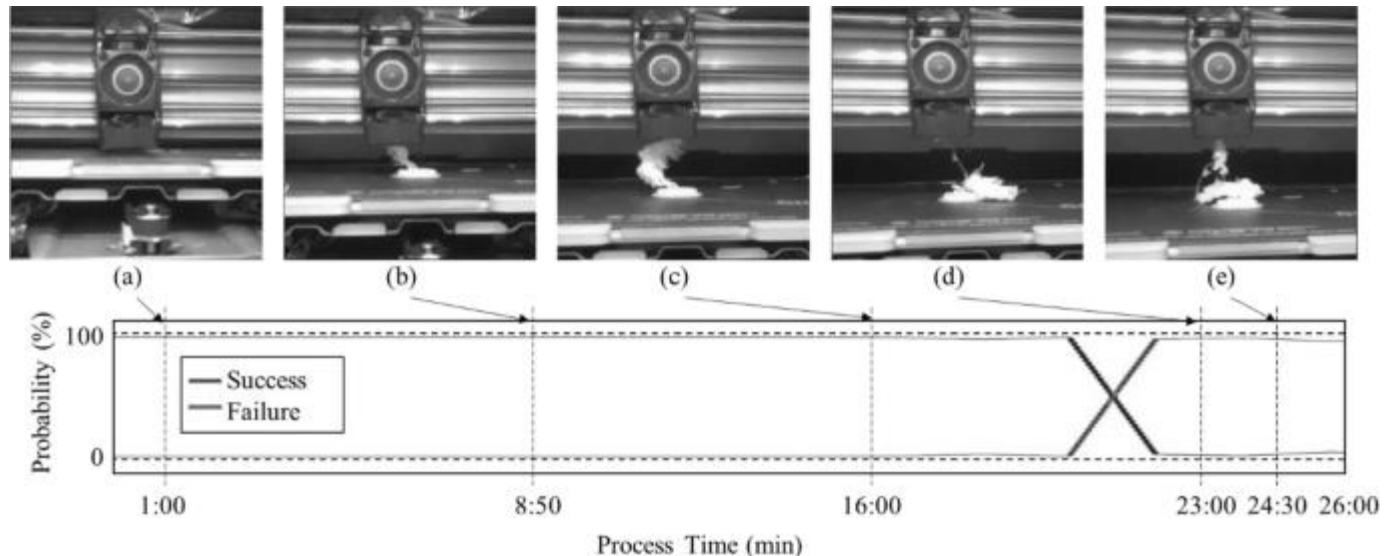 (a) (b) (c) (d) (e)
Probability (%)
100
0
Success
Failure
1:00 8:50 16:00 23:00 24:30 26:00
Process Time (min)